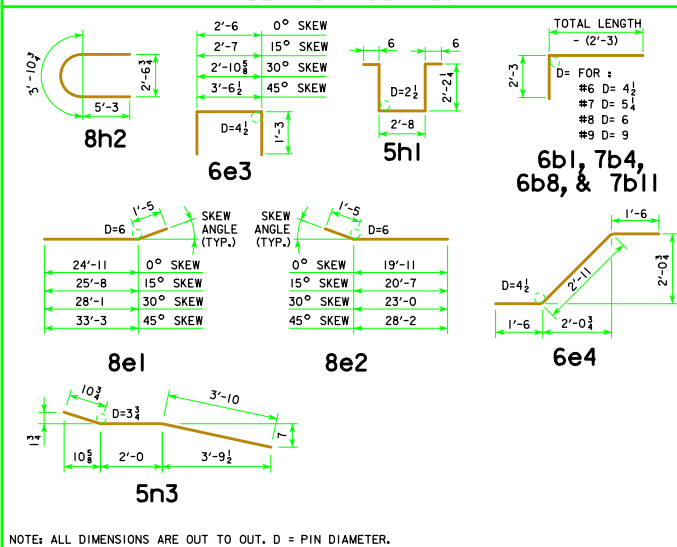 3'-10¾
2'-6¾
5'-3
8h2
2'-6 0° SKEW
2'-7 15° SKEW
2'-10⅝ 30° SKEW
3'-6½ 45° SKEW
D=4½
1'-3
6e3
6 6
D=2½
2'-2¼
2'-8
5h1
TOTAL LENGTH
- (2'-3)
2'-3
D= FOR :
#6 D= 4½
#7 D= 5¼
#8 D= 6
#9 D= 9
6b1, 7b4,
6b8, & 7b11
1'-5
D=6
SKEW
ANGLE
(TYP.)
24'-11 0° SKEW
25'-8 15° SKEW
28'-1 30° SKEW
33'-3 45° SKEW
8e1
SKEW
ANGLE
(TYP.)
1'-5
D=6
0° SKEW 19'-11
15° SKEW 20'-7
30° SKEW 23'-0
45° SKEW 28'-2
8e2
1'-6
D=4½
2'-11
2'-0¾
1'-6 2'-0¾
6e4
10¾
D=3¾
3'-10
1¾
7
10⅝ 2'-0 3'-9½
5n3
NOTE: ALL DIMENSIONS ARE OUT TO OUT. D = PIN DIAMETER.